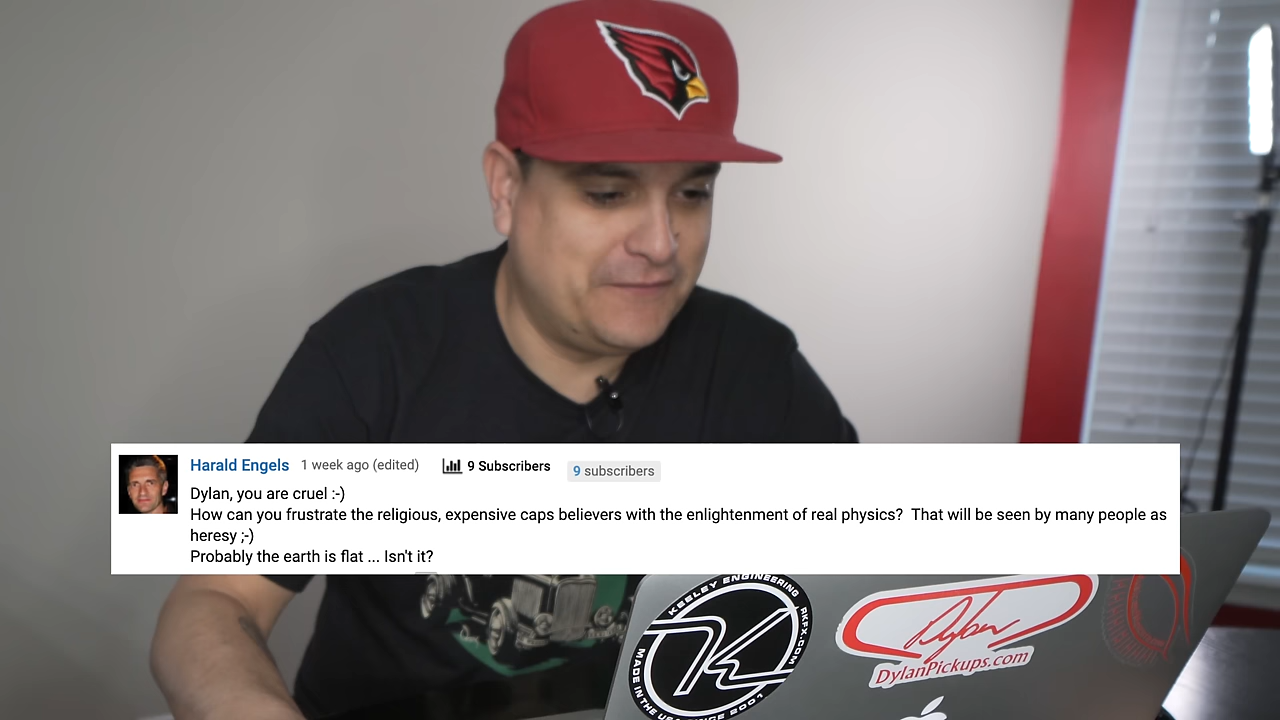 Harald Engels 1 week ago (edited) 9 Subscribers 9 subscribers
Dylan, you are cruel :-)
How can you frustrate the religious, expensive caps believers with the enlightenment of real physics?  That will be seen by many people as
heresy ;-)
Probably the earth is flat ... Isn't it?
KEELEY ENGINEERING
RKFX.COM
MADE IN THE USA SINCE 2001
Dylan
DylanPickups.com